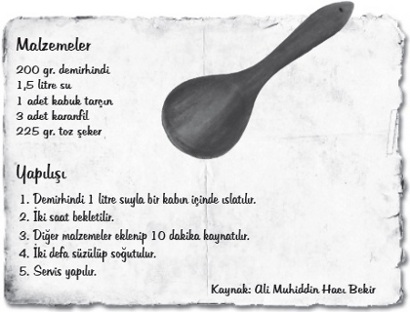 Malzemeler
200 gr. demirhindi
1,5 litre su
1 adet kabuk tarçın
3 adet karanfil
225 gr. toz şeker
Yapılışı
1. Demirhindi 1 litre suyla bir kabın içinde ıslatılır.
2. İki saat bekletilir.
3. Diğer malzemeler eklenip 10 dakika kaynatılır.
4. İki defa süzülüp soğutulur.
5. Servis yapılır.
Kaynak: Ali Muhiddin Hacı Bekir